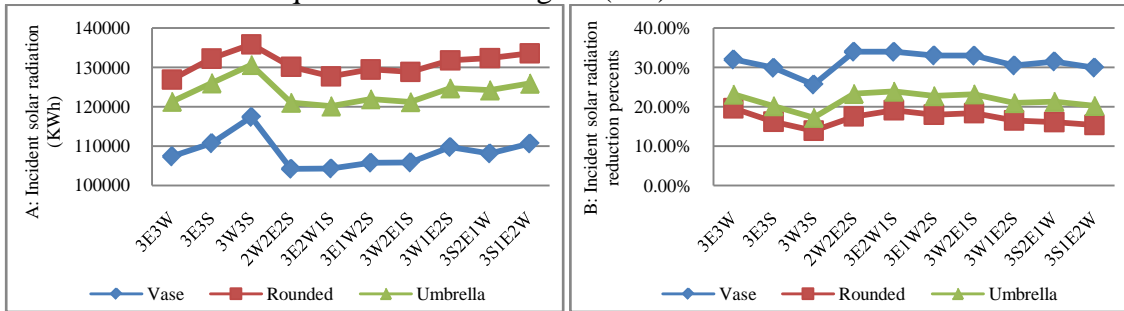 140000
130000
120000
110000
100000
A: Incident solar radiation
(KWh)
3E3W
3E3S
3W3S
2W2E2S
3E2W1S
3E1W2S
3W2E1S
3W1E2S
3S2E1W
3S1E2W
Vase
Rounded
Umbrella
40.00%
30.00%
20.00%
10.00%
0.00%
B: Incident solar radiation
reduction percents
3E3W
3E3S
3W3S
2W2E2S
3E2W1S
3E1W2S
3W2E1S
3W1E2S
3S2E1W
3S1E2W
Vase
Rounded
Umbrella